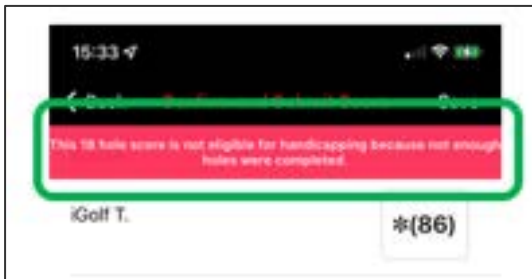 15:33
This 18 hole score is not eligible for handicapping because not enough
holes were completed.
iGolf T.
*(86)